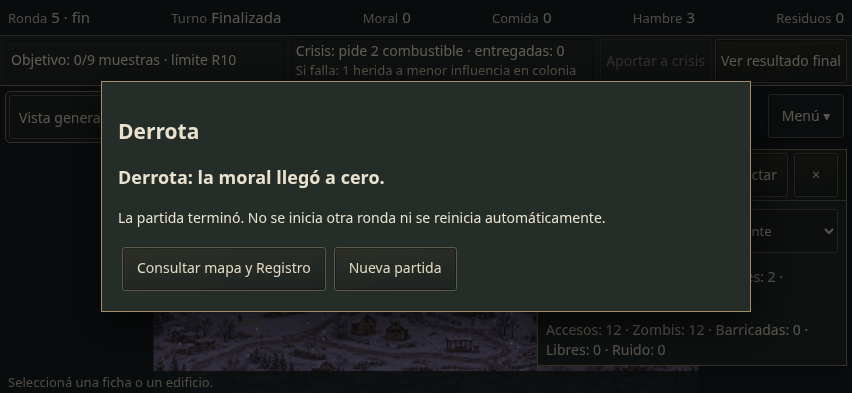 Ronda 5 · fin Turno Finalizada Moral 0 Comida 0 Hambre 3 Residuos 0
Objetivo: 0/9 muestras · límite R10
Crisis: pide 2 combustible · entregadas: 0
Si falla: 1 herida a menor influencia en colonia
Aportar a crisis
Ver resultado final
Vista genera
Menú ▾
Derrota
Derrota: la moral llegó a cero.
La partida terminó. No se inicia otra ronda ni se reinicia automáticamente.
Consultar mapa y Registro
Nueva partida
ctar ×
nte
es: 2 ·
Accesos: 12 · Zombis: 12 · Barricadas: 0 ·
Libres: 0 · Ruido: 0
Seleccioná una ficha o un edificio.